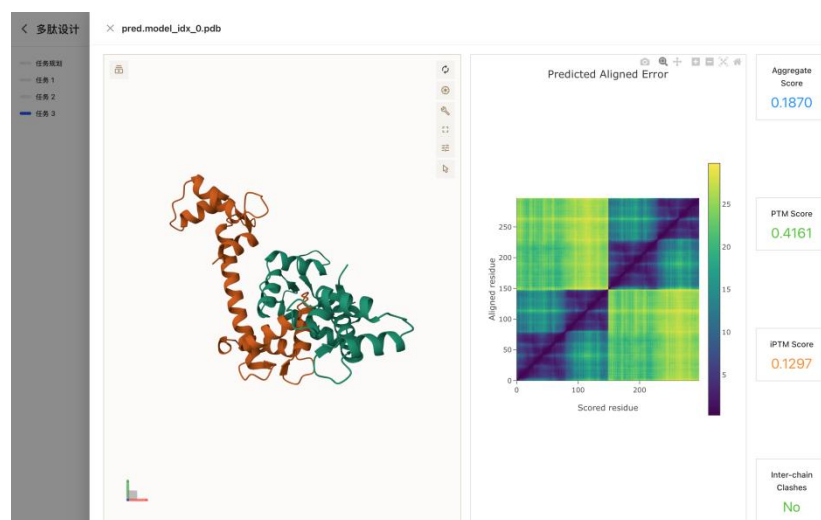 多肽设计
pred.model_idx_0.pdb
任务规划
任务 1
任务 2
任务 3
Predicted Aligned Error
250
200
150
100
50
0
Aligned residue
0 100 200
Scored residue
25
20
15
10
5
Aggregate
Score
0.1870
PTM Score
0.4161
iPTM Score
0.1297
Inter-chain
Clashes
No